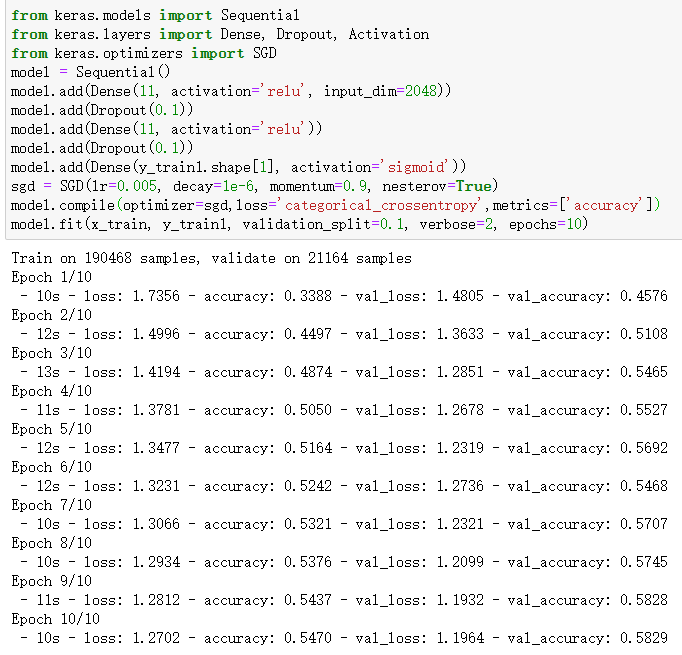 from keras.models import Sequential
from keras.layers import Dense, Dropout, Activation
from keras.optimizers import SGD
model = Sequential()
model.add(Dense(11, activation='relu', input_dim=2048))
model.add(Dropout(0.1))
model.add(Dense(11, activation='relu'))
model.add(Dropout(0.1))
model.add(Dense(y_train1.shape[1], activation='sigmoid'))
sgd = SGD(lr=0.005, decay=1e-6, momentum=0.9, nesterov=True)
model.compile(optimizer=sgd,loss='categorical_crossentropy',metrics=['accuracy'])
model.fit(x_train, y_train1, validation_split=0.1, verbose=2, epochs=10)
Train on 190468 samples, validate on 21164 samples
Epoch 1/10
 - 10s - loss: 1.7356 - accuracy: 0.3388 - val_loss: 1.4805 - val_accuracy: 0.4576
Epoch 2/10
 - 12s - loss: 1.4996 - accuracy: 0.4497 - val_loss: 1.3633 - val_accuracy: 0.5108
Epoch 3/10
 - 13s - loss: 1.4194 - accuracy: 0.4874 - val_loss: 1.2851 - val_accuracy: 0.5465
Epoch 4/10
 - 11s - loss: 1.3781 - accuracy: 0.5050 - val_loss: 1.2678 - val_accuracy: 0.5527
Epoch 5/10
 - 12s - loss: 1.3477 - accuracy: 0.5164 - val_loss: 1.2319 - val_accuracy: 0.5692
Epoch 6/10
 - 12s - loss: 1.3231 - accuracy: 0.5242 - val_loss: 1.2736 - val_accuracy: 0.5468
Epoch 7/10
 - 10s - loss: 1.3066 - accuracy: 0.5321 - val_loss: 1.2321 - val_accuracy: 0.5707
Epoch 8/10
 - 10s - loss: 1.2934 - accuracy: 0.5376 - val_loss: 1.2099 - val_accuracy: 0.5745
Epoch 9/10
 - 11s - loss: 1.2812 - accuracy: 0.5437 - val_loss: 1.1932 - val_accuracy: 0.5828
Epoch 10/10
 - 10s - loss: 1.2702 - accuracy: 0.5470 - val_loss: 1.1964 - val_accuracy: 0.5829